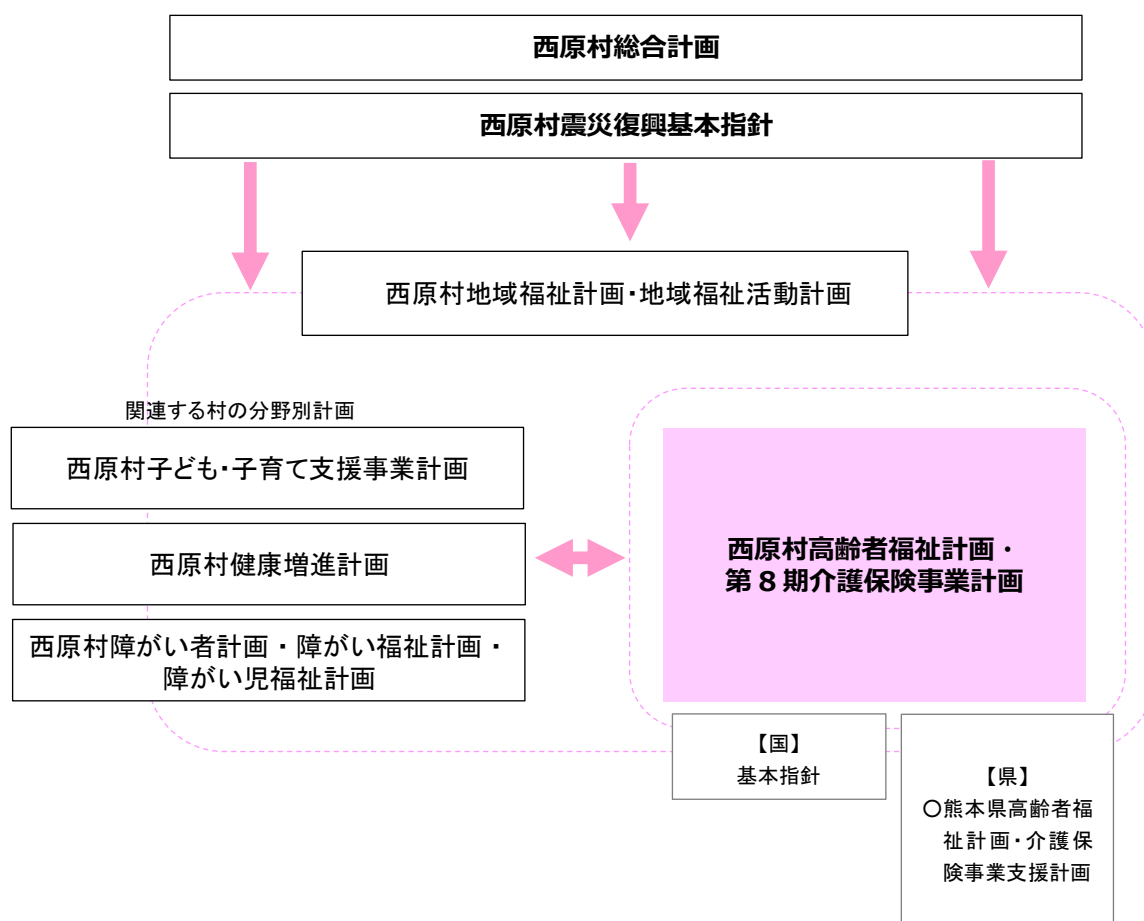 西原村総合計画
西原村震災復興基本指針
西原村地域福祉計画・地域福祉活動計画
関連する村の分野別計画
西原村子ども・子育て支援事業計画
西原村健康増進計画
西原村障がい者計画・障がい福祉計画・
障がい児福祉計画
西原村高齢者福祉計画・
第8期介護保険事業計画
【国】
基本指針
【県】
○熊本県高齢者福
祉計画・介護保
険事業支援計画